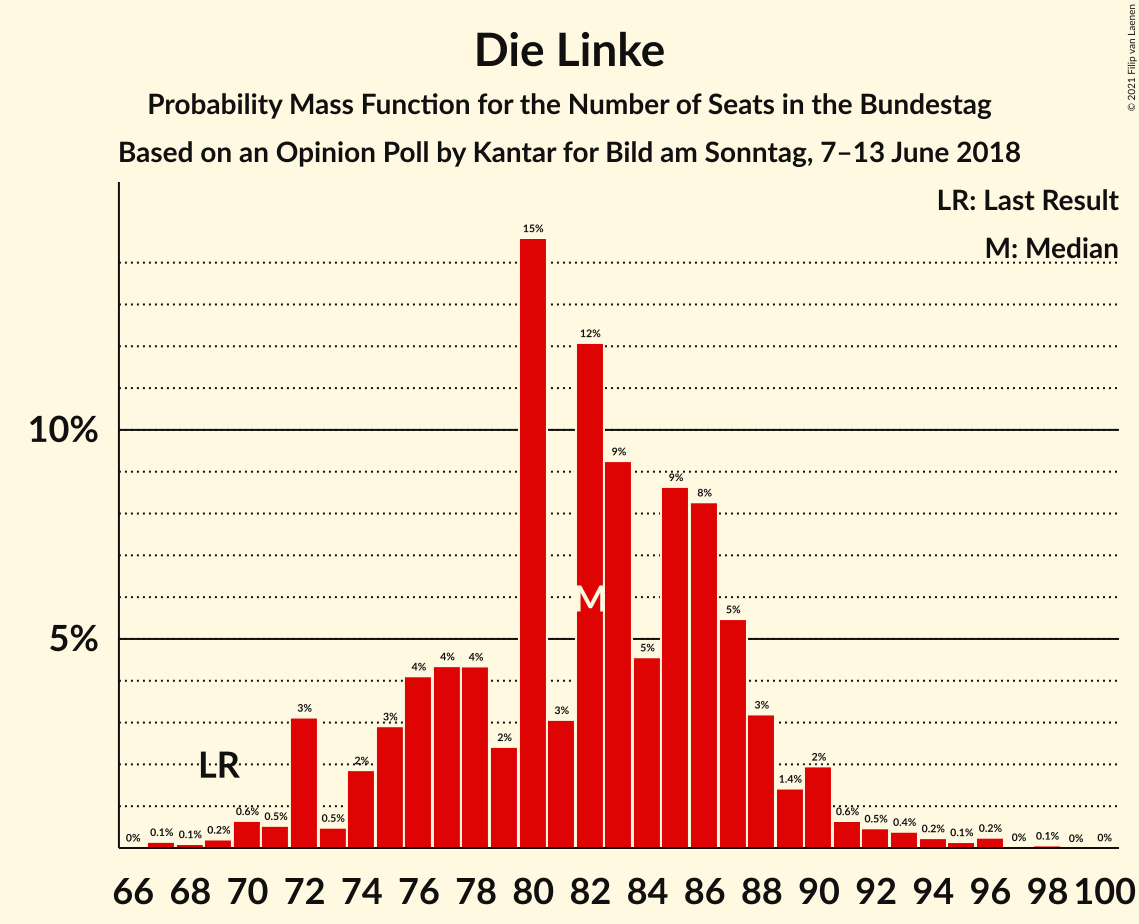 Die Linke
Probability Mass Function for the Number of Seats in the Bundestag
Based on an Opinion Poll by Kantar for Bild am Sonntag, 7–13 June 2018
© 2021 Filip van Laenen
LR: Last Result
M: Median
10%
5%
0% 0.1% 0.1% 0.2% 0.6% 0.5% 3% 0.5% 2% 3% 4% 4% 4% 2% 15% 3% 12% 9% 5% 9% 8% 5% 3% 1.4% 2% 0.6% 0.5% 0.4% 0.2% 0.1% 0.2% 0% 0.1% 0% 0%
LR
M
66 68 70 72 74 76 78 80 82 84 86 88 90 92 94 96 98 100